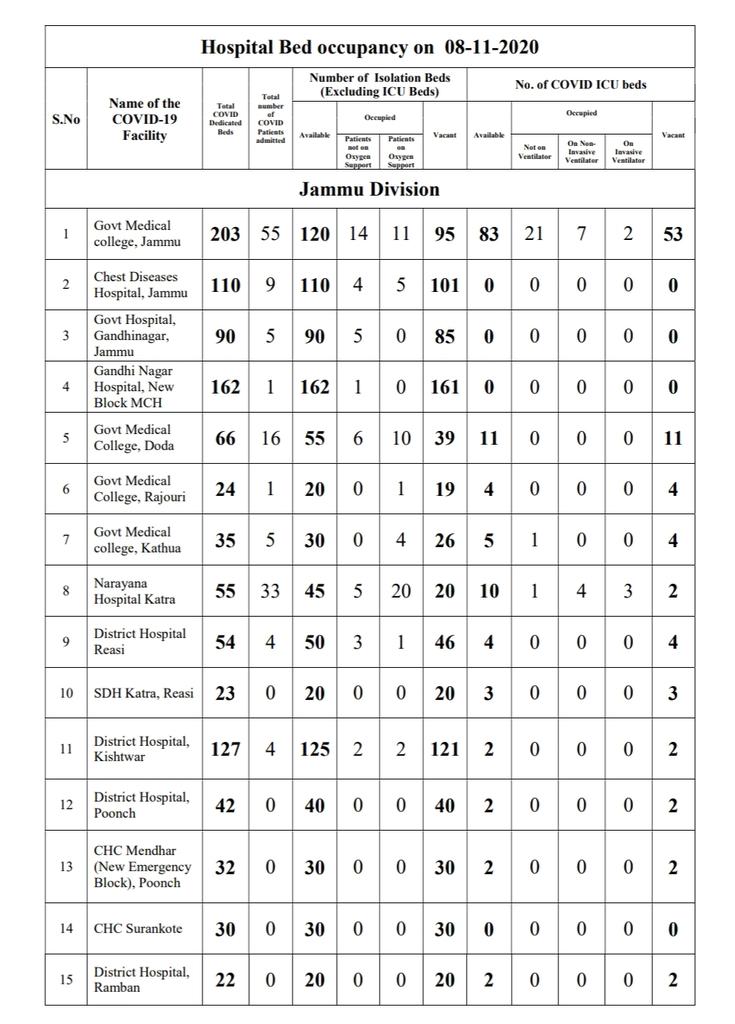 Hospital Bed occupancy on 08-11-2020
S.No
Name of the
COVID-19
Facility
Total
COVID
Dedicated
Beds
Total
number
of
COVID
Patients
admitted
Number of Isolation Beds
(Excluding ICU Beds)
No. of COVID ICU beds
Available
Occupied
Vacant
Available
Occupied
Vacant
Patients
not on
Oxygen
Support
Patients
on
Oxygen
Support
Not on
Ventilator
On Non-
Invasive
Ventilator
On
Invasive
Ventilator
Jammu Division
1 Govt Medical
college, Jammu 203 55 120 14 11 95 83 21 7 2 53
2 Chest Diseases
Hospital, Jammu 110 9 110 4 5 101 0 0 0 0 0
3 Govt Hospital,
Gandhinagar,
Jammu 90 5 90 5 0 85 0 0 0 0 0
4 Gandhi Nagar
Hospital, New
Block MCH 162 1 162 1 0 161 0 0 0 0 0
5 Govt Medical
College, Doda 66 16 55 6 10 39 11 0 0 0 11
6 Govt Medical
College, Rajouri 24 1 20 0 1 19 4 0 0 0 4
7 Govt Medical
college, Kathua 35 5 30 0 4 26 5 1 0 0 4
8 Narayana
Hospital Katra 55 33 45 5 20 20 10 1 4 3 2
9 District Hospital
Reasi 54 4 50 3 1 46 4 0 0 0 4
10 SDH Katra, Reasi 23 0 20 0 0 20 3 0 0 0 3
11 District Hospital,
Kishtwar 127 4 125 2 2 121 2 0 0 0 2
12 District Hospital,
Poonch 42 0 40 0 0 40 2 0 0 0 2
13 CHC Mendhar
(New Emergency
Block), Poonch 32 0 30 0 0 30 2 0 0 0 2
14 CHC Surankote 30 0 30 0 0 30 0 0 0 0 0
15 District Hospital,
Ramban 22 0 20 0 0 20 2 0 0 0 2